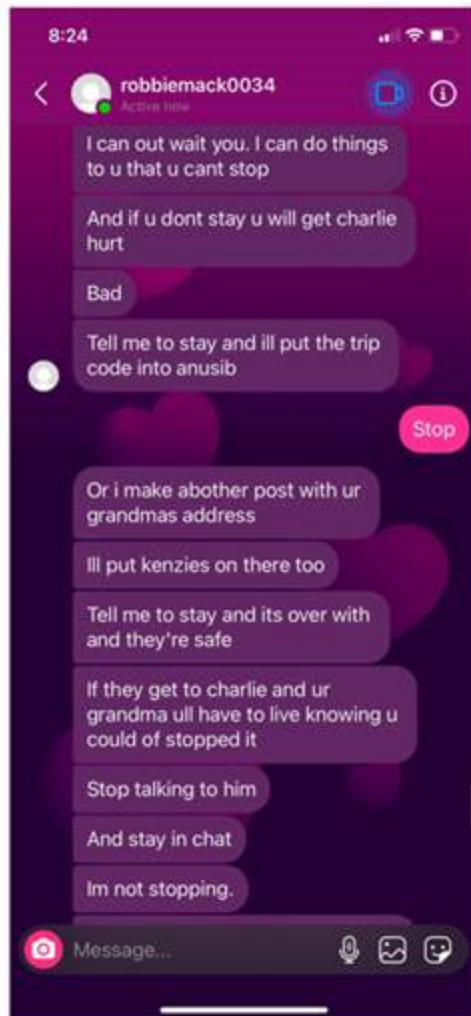 8:24
robbiemack0034
Active now
I can out wait you. I can do things
to u that u cant stop
And if u dont stay u will get charlie
hurt
Bad
Tell me to stay and ill put the trip
code into anusib
Stop
Or i make abother post with ur
grandmas address
Ill put kenzies on there too
Tell me to stay and its over with
and they're safe
If they get to charlie and ur
grandma ull have to live knowing u
could of stopped it
Stop talking to him
And stay in chat
Im not stopping.
Message...